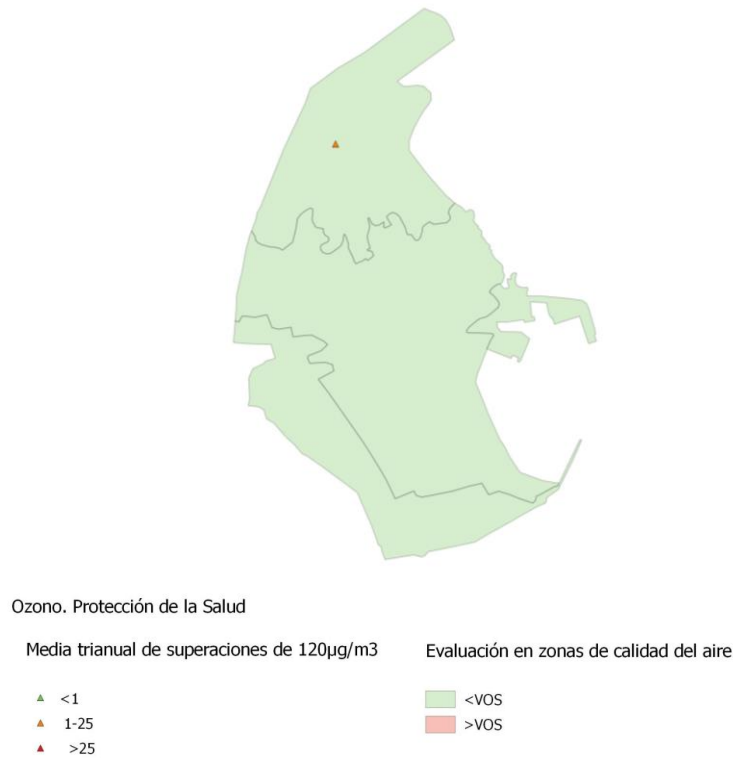 Ozono. Protección de la Salud
Media trianual de superaciones de 120µg/m3
<1
1-25
>25
Evaluación en zonas de calidad del aire
<VOS
>VOS